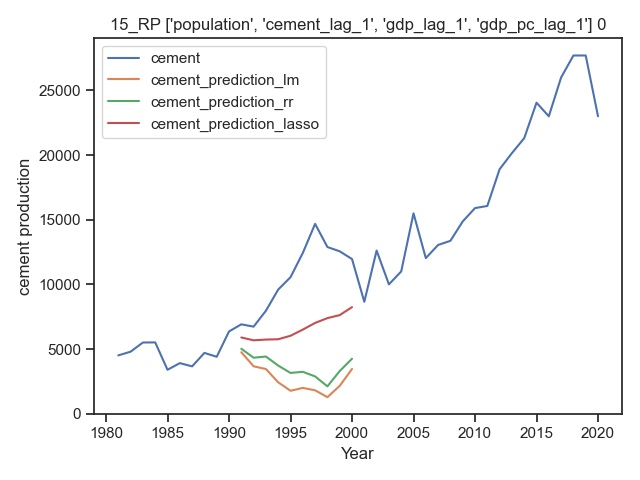 15_RP ['population', 'cement_lag_1', 'gdp_lag_1', 'gdp_pc_lag_1'] 0
cement
cement_prediction_lm
cement_prediction_rr
cement_prediction_lasso
cement production
25000
20000
15000
10000
5000
0
1980 1985 1990 1995 2000 2005 2010 2015 2020
Year